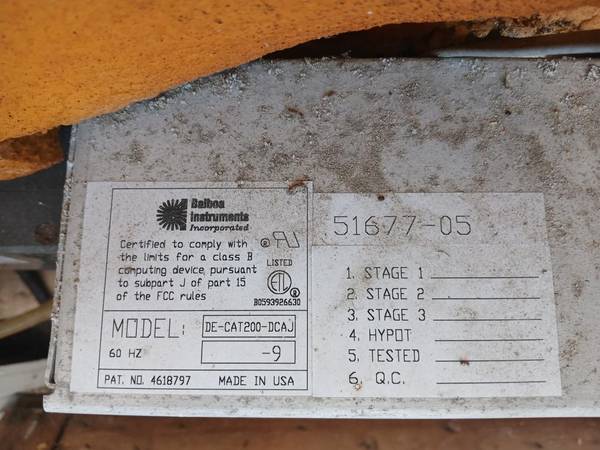 Balboa
Instruments
Incorporated
Certified to comply with
the limits for a class B
computing device pursuant
to subpart J of part 15
of the FCC rules
LISTED
ETL
B0593926630
MODEL: DE-CAT200-DCAJ
60 HZ -9
PAT. NO. 4618797 MADE IN USA
51677-05
1. STAGE 1
2. STAGE 2
3. STAGE 3
4. HYPOT
5. TESTED
6. Q.C.